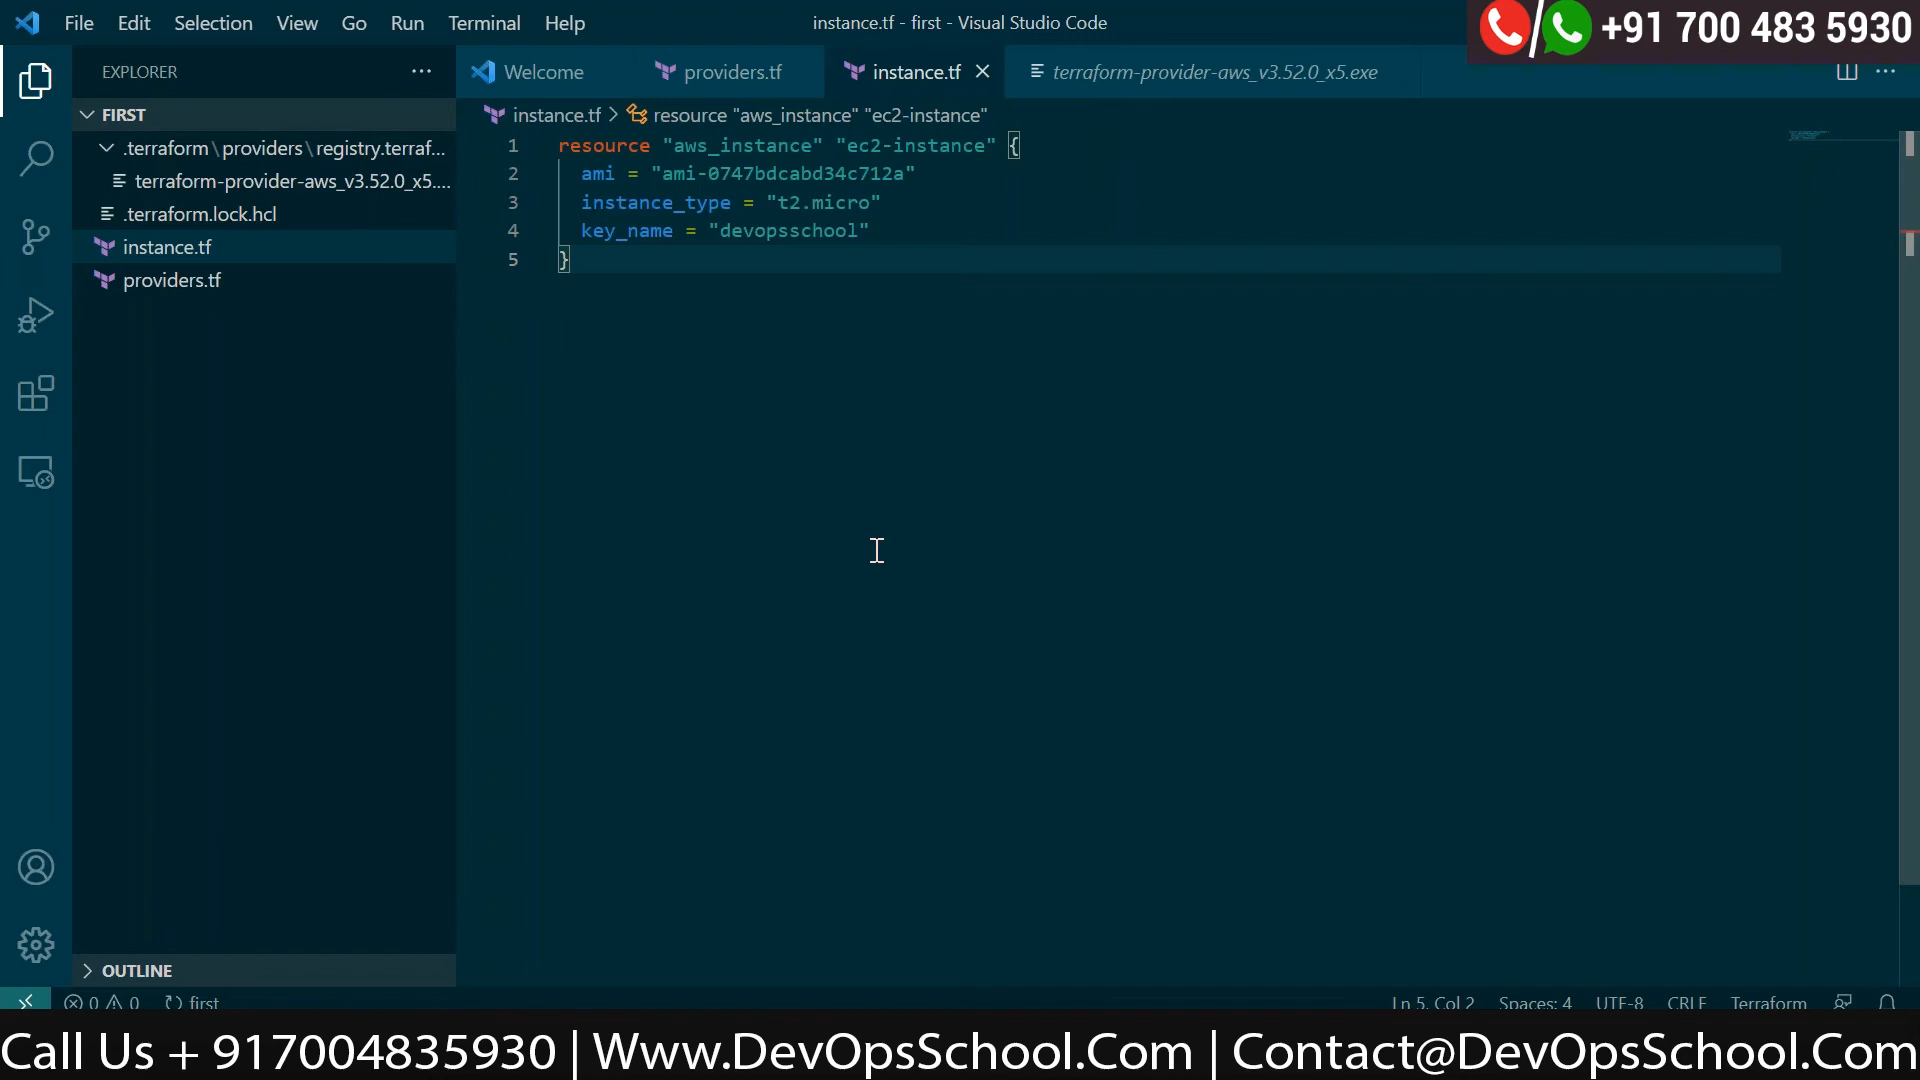 File Edit Selection View Go Run Terminal Help
instance.tf - first - Visual Studio Code
+91 700 483 5930
EXPLORER
Welcome
providers.tf
instance.tf
terraform-provider-aws_v3.52.0_x5.exe
FIRST
.terraform\providers\registry.terraf...
terraform-provider-aws_v3.52.0_x5....
.terraform.lock.hcl
instance.tf
providers.tf
instance.tf > resource "aws_instance" "ec2-instance"
1 resource "aws_instance" "ec2-instance" {
2 ami = "ami-0747bdcabd34c712a"
3 instance_type = "t2.micro"
4 key_name = "devopsschool"
5 }
OUTLINE
0 0 first
Ln 5, Col 2 Spaces: 4 UTF-8 CRLF Terraform
Call Us + 917004835930 | Www.DevOpsSchool.Com | Contact@DevOpsSchool.Com